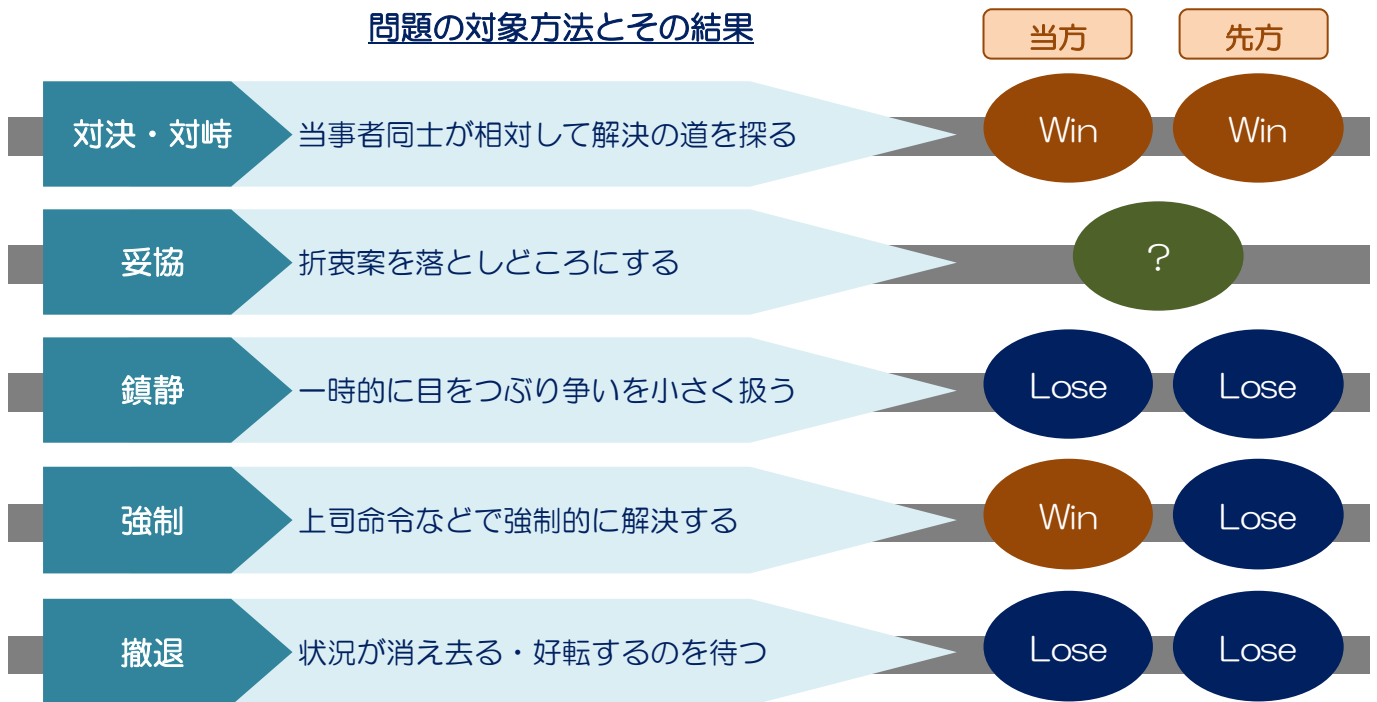 問題の対象方法とその結果
当方
先方
対決・対峙
当事者同士が相対して解決の道を探る
Win
Win
妥協
折衷案を落としどころにする
?
鎮静
一時的に目をつぶり争いを小さく扱う
Lose
Lose
強制
上司命令などで強制的に解決する
Win
Lose
撤退
状況が消え去る・好転するのを待つ
Lose
Lose